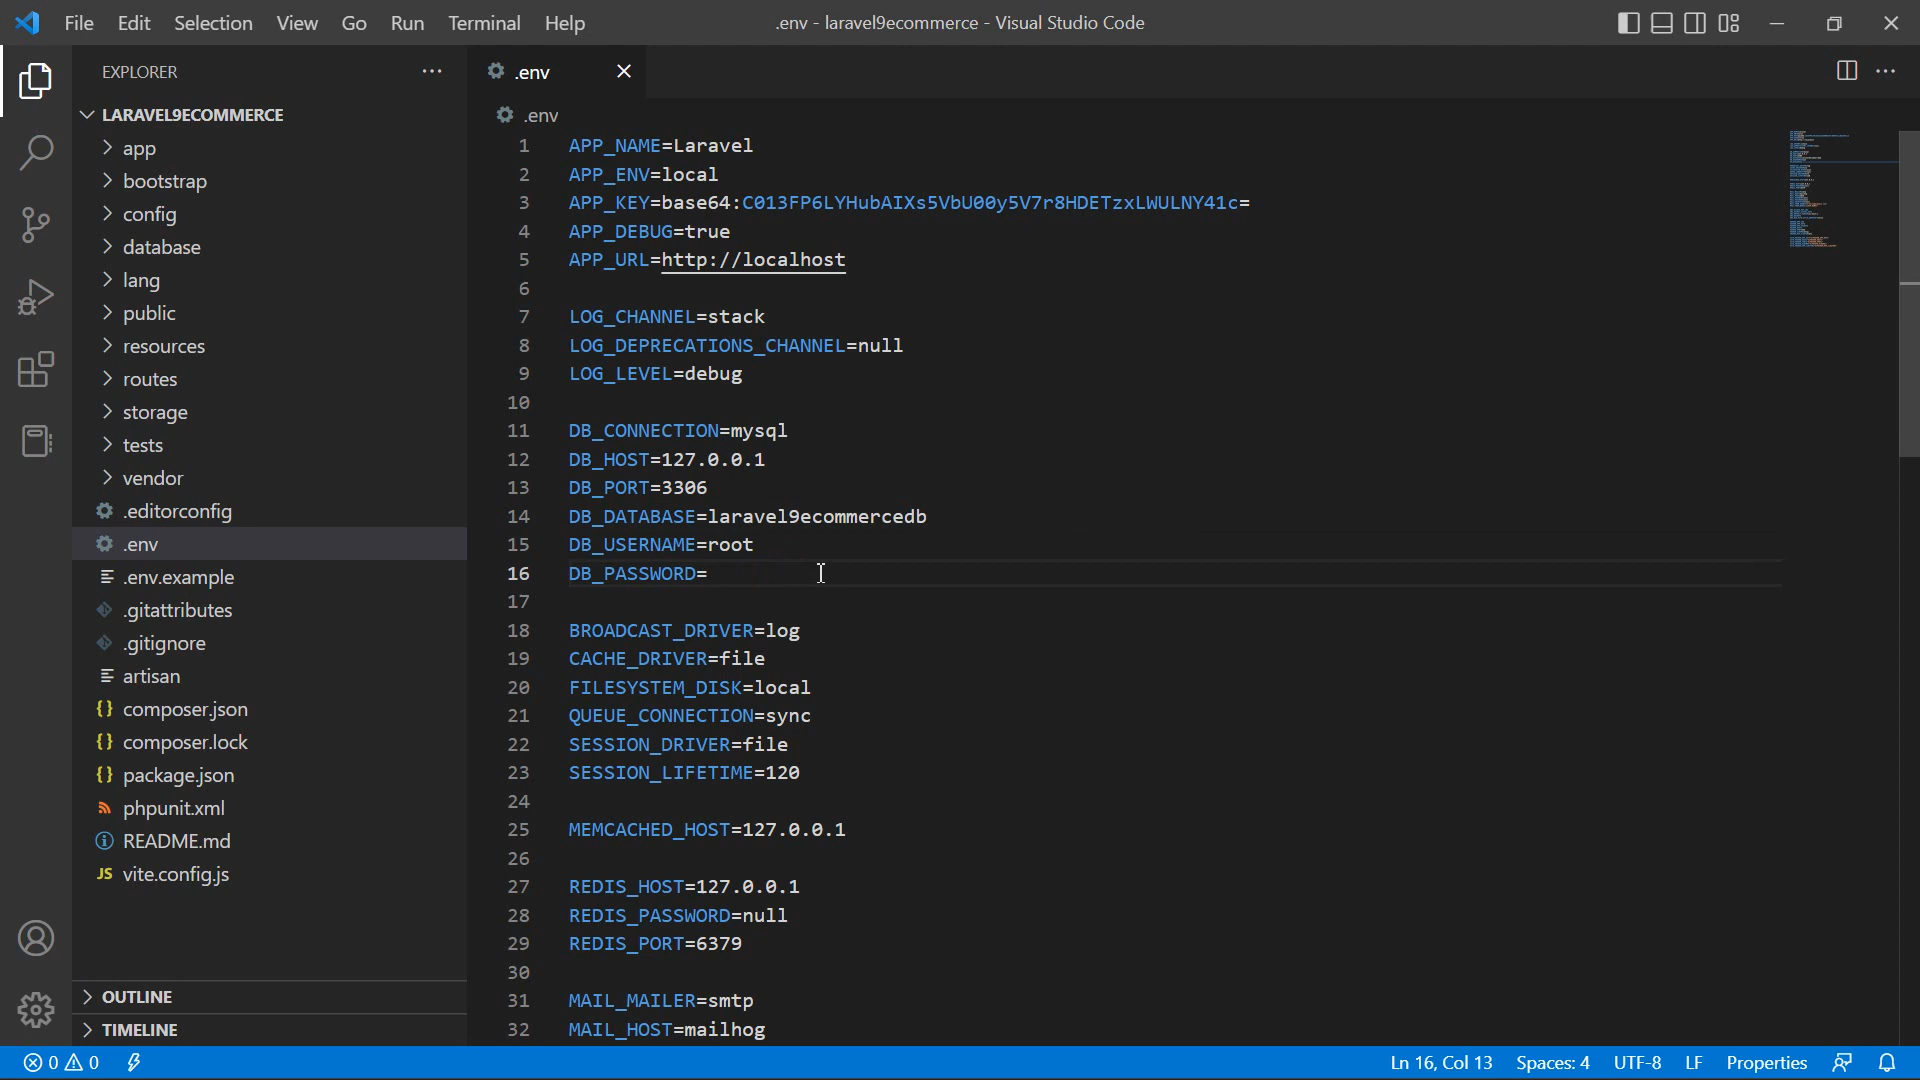 File Edit Selection View Go Run Terminal Help .env - laravel9ecommerce - Visual Studio Code
EXPLORER
LARAVEL9ECOMMERCE
app
bootstrap
config
database
lang
public
resources
routes
storage
tests
vendor
.editorconfig
.env
.env.example
.gitattributes
.gitignore
artisan
composer.json
composer.lock
package.json
phpunit.xml
README.md
JS vite.config.js
OUTLINE
TIMELINE
.env
.env
1 APP_NAME=Laravel
2 APP_ENV=local
3 APP_KEY=base64:C013FP6LYHubAIXs5VbU00y5V7r8HDETzxLWULNY41c=
4 APP_DEBUG=true
5 APP_URL=http://localhost
6
7 LOG_CHANNEL=stack
8 LOG_DEPRECATIONS_CHANNEL=null
9 LOG_LEVEL=debug
10
11 DB_CONNECTION=mysql
12 DB_HOST=127.0.0.1
13 DB_PORT=3306
14 DB_DATABASE=laravel9ecommercedb
15 DB_USERNAME=root
16 DB_PASSWORD=
17
18 BROADCAST_DRIVER=log
19 CACHE_DRIVER=file
20 FILESYSTEM_DISK=local
21 QUEUE_CONNECTION=sync
22 SESSION_DRIVER=file
23 SESSION_LIFETIME=120
24
25 MEMCACHED_HOST=127.0.0.1
26
27 REDIS_HOST=127.0.0.1
28 REDIS_PASSWORD=null
29 REDIS_PORT=6379
30
31 MAIL_MAILER=smtp
32 MAIL_HOST=mailhog
0 0 Ln 16, Col 13 Spaces: 4 UTF-8 LF Properties